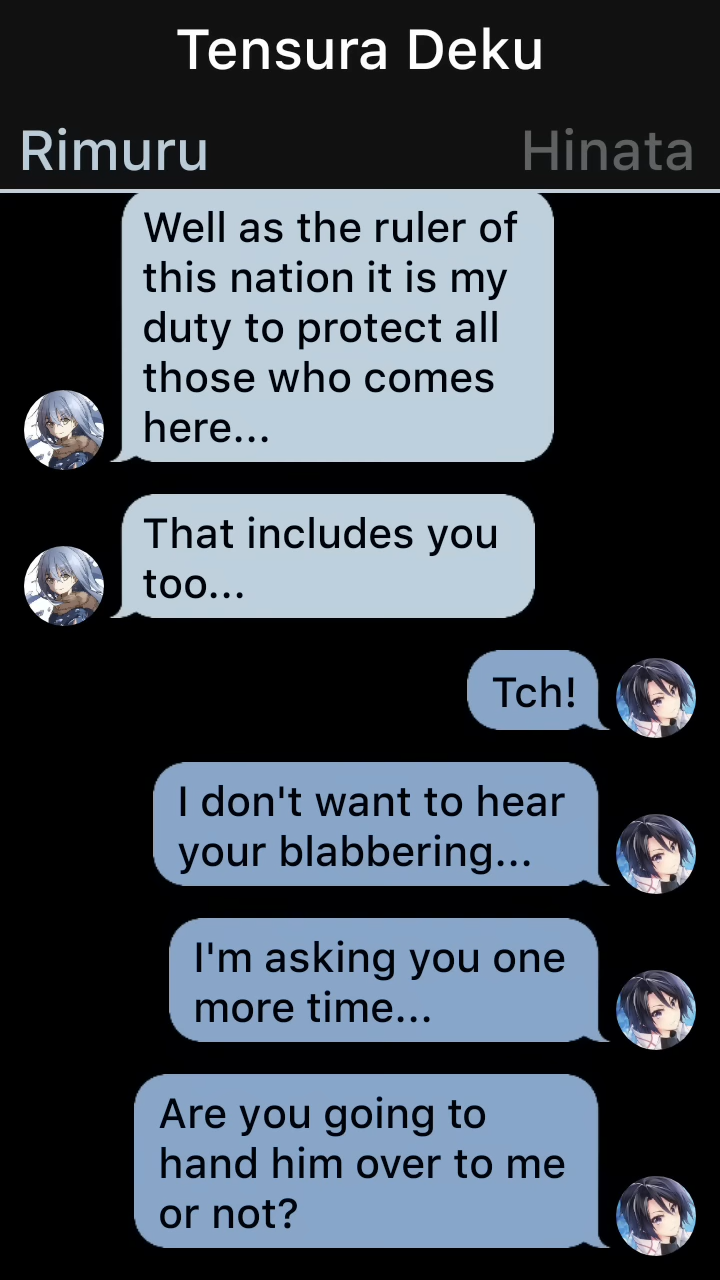 Tensura Deku
Rimuru
Hinata
Well as the ruler of
this nation it is my
duty to protect all
those who comes
here...
That includes you
too...
Tch!
I don't want to hear
your blabbering...
I'm asking you one
more time...
Are you going to
hand him over to me
or not?